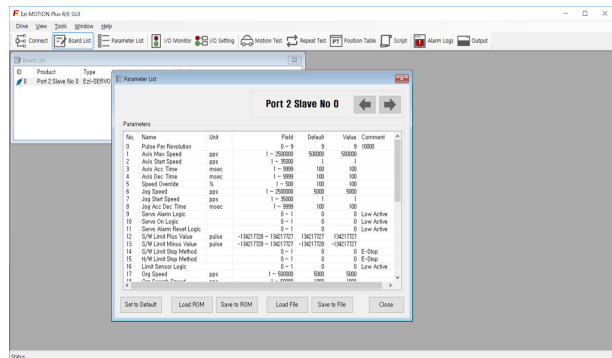 Ezi-MOTION Plus-R/E GUI
Drive View Tools Window Help
Connect Board List Parameter List I/O Monitor I/O Setting Motion Test Repeat Test PT Position Table Script Alarm Logs Output
Board List
ID Product Type
0 Port 2 Slave No 0 Ezi-SERVO
Parameter List
Port 2 Slave No 0
Parameters
No. Name Unit Field Default Value Comment
0 Pulse Per Revolution 0 ~ 9 9 9 10000
1 Axis Max Speed pps 1 ~ 2500000 500000 500000
2 Axis Start Speed pps 1 ~ 35000 1 1
3 Axis Acc Time msec 1 ~ 9999 100 100
4 Axis Dec Time msec 1 ~ 9999 100 100
5 Speed Override % 1 ~ 500 100 100
6 Jog Speed pps 1 ~ 2500000 5000 5000
7 Jog Start Speed pps 1 ~ 35000 1 1
8 Jog Acc Dec Time msec 1 ~ 9999 100 100
9 Servo Alarm Logic 0 ~ 1 0 0 Low Active
10 Servo On Logic 0 ~ 1 0 0 Low Active
11 Servo Alarm Reset Logic 0 ~ 1 0 0 Low Active
12 S/W Limit Plus Value pulse -134217728 ~ 134217727 134217727 134217727
13 S/W Limit Minus Value pulse -134217728 ~ 134217727 -134217728 -134217728
14 S/W Limit Stop Method 0 ~ 1 0 0 E-Stop
15 H/W Limit Stop Method 0 ~ 1 0 0 E-Stop
16 Limit Sensor Logic 0 ~ 1 0 0 Low Active
17 Org Speed pps 1 ~ 500000 5000 5000
18 Org Search Speed pps 1 ~ 50000 1000 1000
Set to Default Load ROM Save to ROM Load File Save to File Close
Status